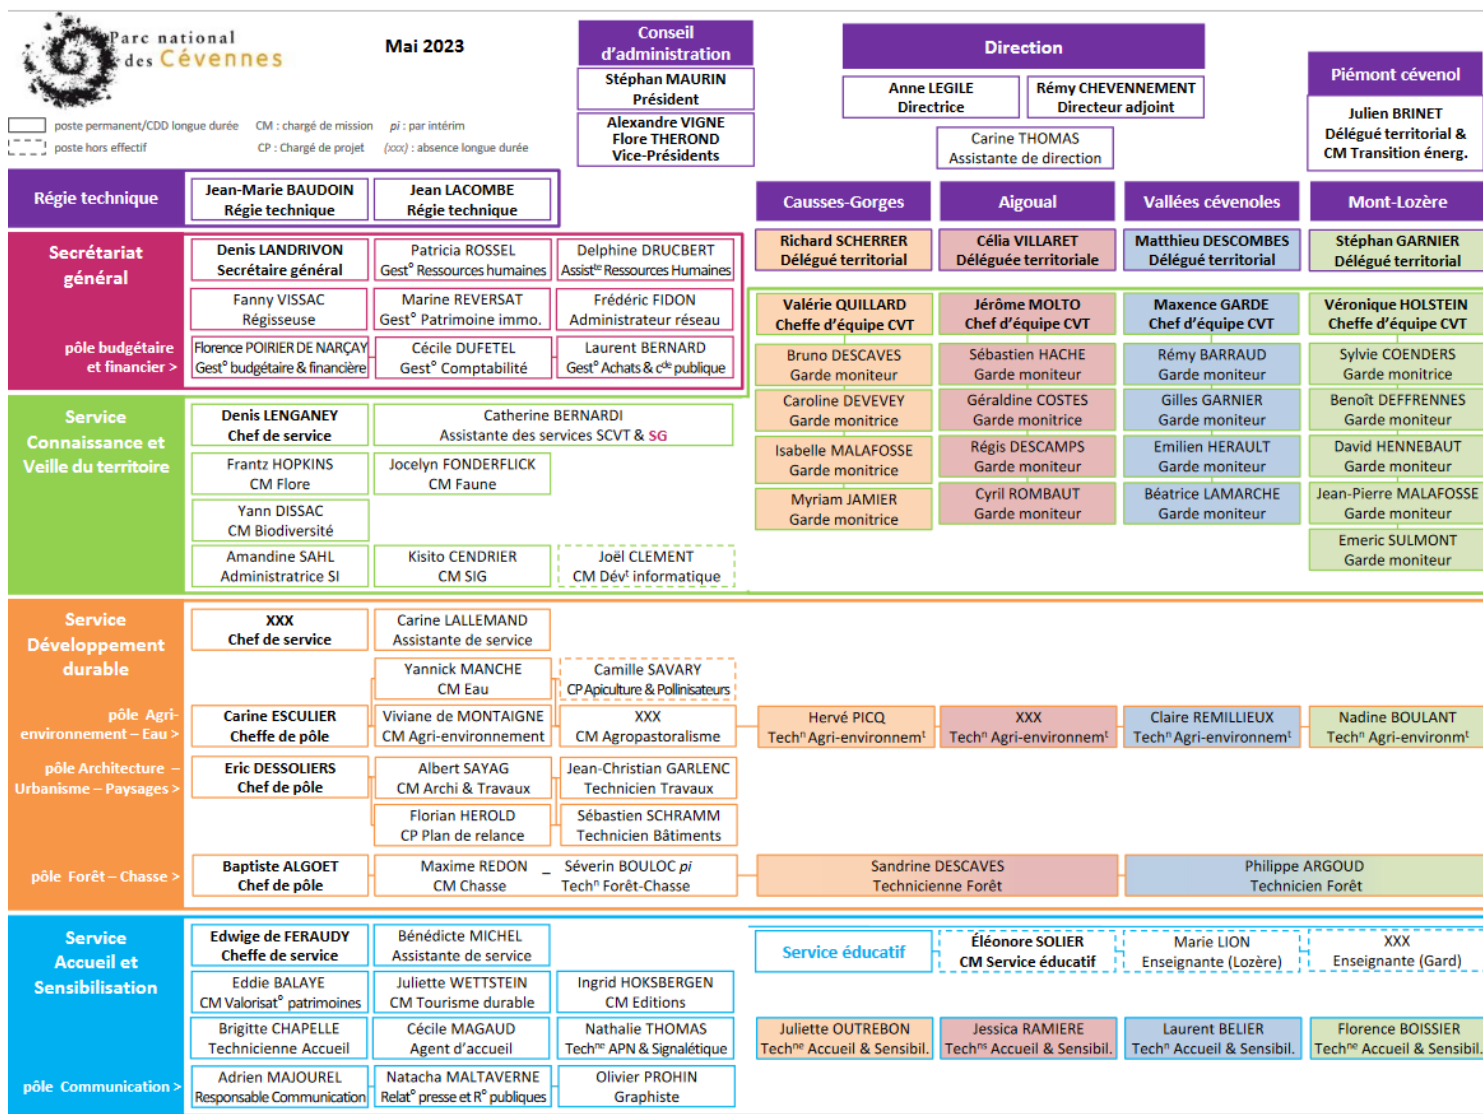 Parc national
des Cévennes
Mai 2023
poste permanent/CDD longue durée CM : chargé de mission pi : par intérim
poste hors effectif CP : Chargé de projet (xxx) : absence longue durée
Conseil
d'administration
Stéphan MAURIN
Président
Alexandre VIGNE
Flore THEROND
Vice-Présidents
Direction
Anne LEGILE
Directrice
Rémy CHEVENNEMENT
Directeur adjoint
Carine THOMAS
Assistante de direction
Piémont cévenol
Julien BRINET
Délégué territorial &
CM Transition énerg.
Régie technique
Jean-Marie BAUDOIN
Régie technique
Jean LACOMBE
Régie technique
Causses-Gorges
Aigoual
Vallées cévenoles
Mont-Lozère
Richard SCHERRER
Délégué territorial
Célia VILLARET
Déléguée territoriale
Matthieu DESCOMBES
Délégué territorial
Stéphan GARNIER
Délégué territorial
Secrétariat
général
Denis LANDRIVON
Secrétaire général
Patricia ROSSEL
Gest° Ressources humaines
Delphine DRUCBERT
Assist^te Ressources Humaines
Fanny VISSAC
Régisseuse
Marine REVERSAT
Gest° Patrimoine immo.
Frédéric FIDON
Administrateur réseau
pôle budgétaire
et financier >
Florence POIRIER DE NARÇAY
Gest° budgétaire & financière
Cécile DUFETEL
Gest° Comptabilité
Laurent BERNARD
Gest° Achats & c^de publique
Valérie QUILLARD
Cheffe d'équipe CVT
Jérôme MOLTO
Chef d'équipe CVT
Maxence GARDE
Chef d'équipe CVT
Véronique HOLSTEIN
Cheffe d'équipe CVT
Bruno DESCAVES
Garde moniteur
Sébastien HACHE
Garde moniteur
Rémy BARRAUD
Garde moniteur
Sylvie COENDERS
Garde monitrice
Caroline DEVEVEY
Garde monitrice
Géraldine COSTES
Garde monitrice
Gilles GARNIER
Garde moniteur
Benoît DEFFRENNES
Garde moniteur
Isabelle MALAFOSSE
Garde monitrice
Régis DESCAMPS
Garde moniteur
Emilien HERAULT
Garde moniteur
David HENNEBAUT
Garde moniteur
Myriam JAMIER
Garde monitrice
Cyril ROMBAUT
Garde moniteur
Béatrice LAMARCHE
Garde moniteur
Jean-Pierre MALAFOSSE
Garde moniteur
Emeric SULMONT
Garde moniteur
Service
Connaissance et
Veille du territoire
Denis LENGANEY
Chef de service
Catherine BERNARDI
Assistante des services SCVT & SG
Frantz HOPKINS
CM Flore
Jocelyn FONDERFLICK
CM Faune
Yann DISSAC
CM Biodiversité
Amandine SAHL
Administratrice SI
Kisito CENDRIER
CM SIG
Joël CLEMENT
CM Dév^t informatique
Service
Développement
durable
XXX
Chef de service
Carine LALLEMAND
Assistante de service
Yannick MANCHE
CM Eau
Camille SAVARY
CP Apiculture & Pollinisateurs
pôle Agri-
environnement – Eau >
Carine ESCULIER
Cheffe de pôle
Viviane de MONTAIGNE
CM Agri-environnement
XXX
CM Agropastoralisme
Hervé PICQ
Tech^n Agri-environnem^t
XXX
Tech^n Agri-environnem^t
Claire REMILLIEUX
Tech^n Agri-environnem^t
Nadine BOULANT
Tech^n Agri-environm^t
pôle Architecture –
Urbanisme – Paysages >
Eric DESSOLIERS
Chef de pôle
Albert SAYAG
CM Archi & Travaux
Jean-Christian GARLENC
Technicien Travaux
Florian HEROLD
CP Plan de relance
Sébastien SCHRAMM
Technicien Bâtiments
pôle Forêt – Chasse >
Baptiste ALGOET
Chef de pôle
Maxime REDON
CM Chasse
Séverin BOULOC pi
Tech^n Forêt-Chasse
Sandrine DESCAVES
Technicienne Forêt
Philippe ARGOUD
Technicien Forêt
Service
Accueil et
Sensibilisation
Edwige de FERAUDY
Cheffe de service
Bénédicte MICHEL
Assistante de service
Service éducatif
Éléonore SOLIER
CM Service éducatif
Marie LION
Enseignante (Lozère)
XXX
Enseignante (Gard)
Eddie BALAYE
CM Valorisat° patrimoines
Juliette WETTSTEIN
CM Tourisme durable
Ingrid HOKSBERGEN
CM Editions
Brigitte CHAPELLE
Technicienne Accueil
Cécile MAGAUD
Agent d'accueil
Nathalie THOMAS
Tech^ne APN & Signalétique
Juliette OUTREBON
Tech^ne Accueil & Sensibil.
Jessica RAMIERE
Tech^ns Accueil & Sensibil.
Laurent BELIER
Tech^n Accueil & Sensibil.
Florence BOISSIER
Tech^ne Accueil & Sensibil.
pôle Communication >
Adrien MAJOUREL
Responsable Communication
Natacha MALTAVERNE
Relat° presse et R° publiques
Olivier PROHIN
Graphiste